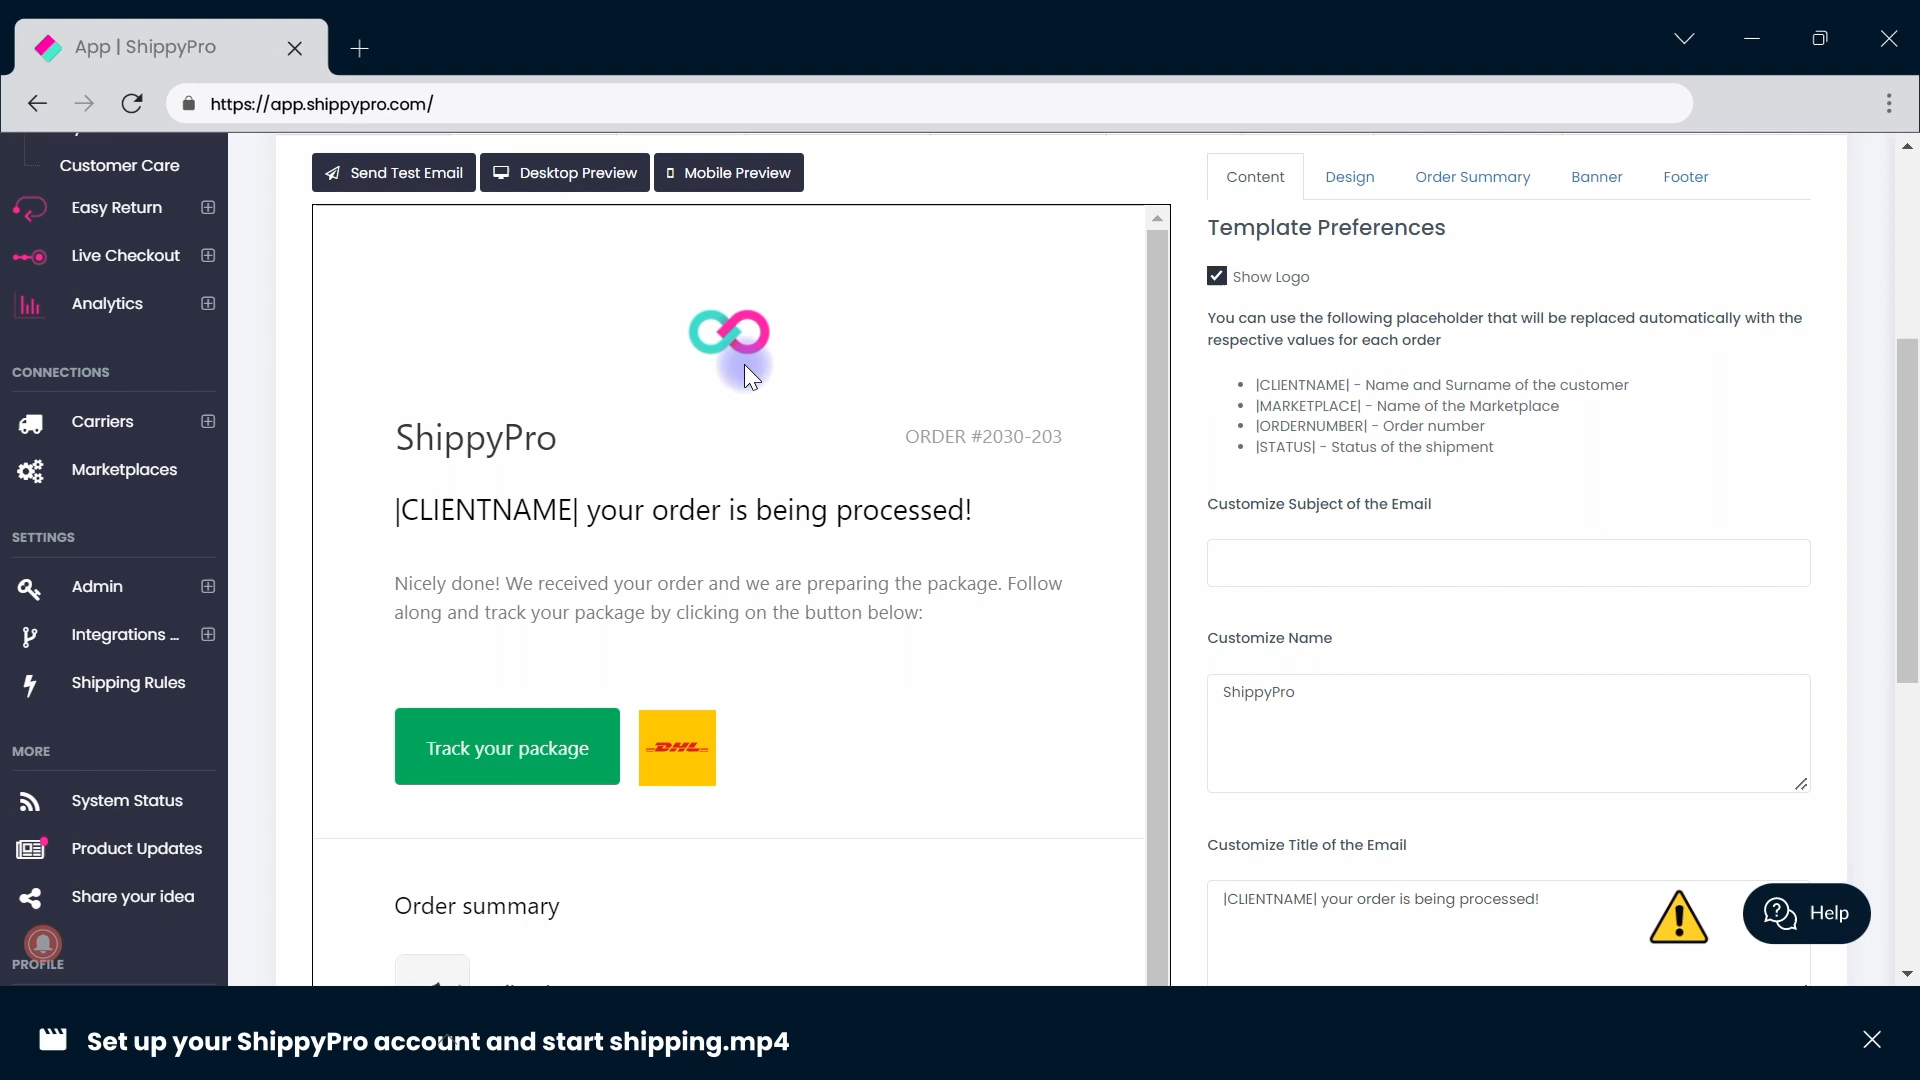 App | ShippyPro
https://app.shippypro.com/
Customer Care
Easy Return
Live Checkout
Analytics
CONNECTIONS
Carriers
Marketplaces
SETTINGS
Admin
Integrations ...
Shipping Rules
MORE
System Status
Product Updates
Share your idea
PROFILE
Send Test Email
Desktop Preview
Mobile Preview
ShippyPro
ORDER #2030-203
|CLIENTNAME| your order is being processed!
Nicely done! We received your order and we are preparing the package. Follow
along and track your package by clicking on the button below:
Track your package
DHL
Order summary
Content
Design
Order Summary
Banner
Footer
Template Preferences
Show Logo
You can use the following placeholder that will be replaced automatically with the
respective values for each order
• |CLIENTNAME| - Name and Surname of the customer
• |MARKETPLACE| - Name of the Marketplace
• |ORDERNUMBER| - Order number
• |STATUS| - Status of the shipment
Customize Subject of the Email
Customize Name
ShippyPro
Customize Title of the Email
|CLIENTNAME| your order is being processed!
Help
Set up your ShippyPro account and start shipping.mp4